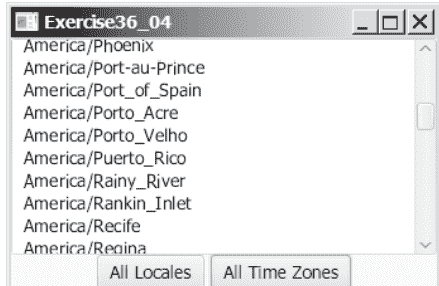 Exercise36_04
America/Phoenix
America/Port-au-Prince
America/Port_of_Spain
America/Porto_Acre
America/Porto_Velho
America/Puerto_Rico
America/Rainy_River
America/Rankin_Inlet
America/Recife
America/Regina
All Locales All Time Zones